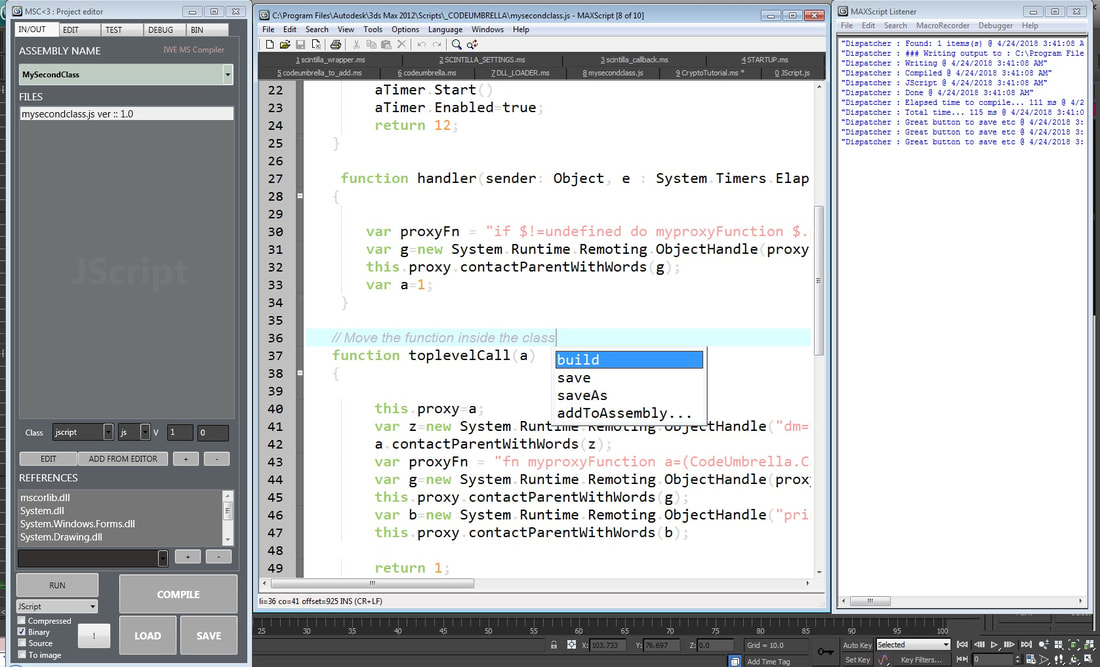 MSC<3 : Project editor
IN/OUT EDIT TEST DEBUG BIN
ASSEMBLY NAME IWE MS Compiler
MySecondClass
FILES
mysecondclass.js ver :: 1.0
JScript
Class jscript js V 1 0
EDIT ADD FROM EDITOR + -
REFERENCES
mscorlib.dll
System.dll
System.Windows.Forms.dll
System.Drawing.dll
+ -
RUN
COMPILE
JScript
Compressed
Binary
Source
To image
!
LOAD SAVE
C:\Program Files\Autodesk\3ds Max 2012\Scripts\_CODEUMBRELLA\mysecondclass.js - MAXScript [8 of 10]
File Edit Search View Tools Options Language Windows Help
1 scintilla_wrapper.ms 2 SCINTILLA_SETTINGS.ms 3 scintilla_callback.ms 4 STARTUP.ms
5 codeumbrella_to_add.ms 6 codeumbrella.ms 7 DLL_LOADER.ms 8 mysecondclass.js 9 CryptoTutorial.ms * 0 JScript.js
22 aTimer.Start()
23 aTimer.Enabled=true;
24 return 12;
25 }
26
27 function handler(sender: Object, e : System.Timers.Elap
28 {
29
30 var proxyFn = "if $!=undefined do myproxyFunction $.
31 var g=new System.Runtime.Remoting.ObjectHandle(proxy
32 this.proxy.contactParentWithWords(g);
33 var a=1;
34 }
35
36 // Move the function inside the class
37 function toplevelCall(a)
38 {
39
40 this.proxy=a;
41 var z=new System.Runtime.Remoting.ObjectHandle("dm=
42 a.contactParentWithWords(z);
43 var proxyFn = "fn myproxyFunction a=(CodeUmbrella.C
44 var g=new System.Runtime.Remoting.ObjectHandle(proxy
45 this.proxy.contactParentWithWords(g);
46 var b=new System.Runtime.Remoting.ObjectHandle("pri
47 this.proxy.contactParentWithWords(b);
48
49 return 1;
build
save
saveAs
addToAssembly...
li=36 co=41 offset=925 INS (CR+LF)
MAXScript Listener
File Edit Search MacroRecorder Debugger Help
"Dispatcher : Found: 1 items(s) @ 4/24/2018 3:41:08 A
"Dispatcher : ### Writing output to : C:\Program File
"Dispatcher : Writing @ 4/24/2018 3:41:08 AM"
"Dispatcher : Compiled @ 4/24/2018 3:41:08 AM"
"Dispatcher : JScript @ 4/24/2018 3:41:08 AM"
"Dispatcher : Done @ 4/24/2018 3:41:08 AM"
"Dispatcher : Elapsed time to compile... 111 ms @ 4/2
"Dispatcher : Total time... 115 ms @ 4/24/2018 3:41:0
"Dispatcher : Great button to save etc @ 4/24/2018 3:
"Dispatcher : Great button to save etc @ 4/24/2018 3:
"Dispatcher : Great button to save etc @ 4/24/2018 3:
25 30 35 40 45 50 55 60 65 70 75 80 85 90 95 100
X: 103.733 Y: 76.697 Z: 0.0 Grid = 10.0 Auto Key Selected
Add Time Tag Set Key Key Filters... 0